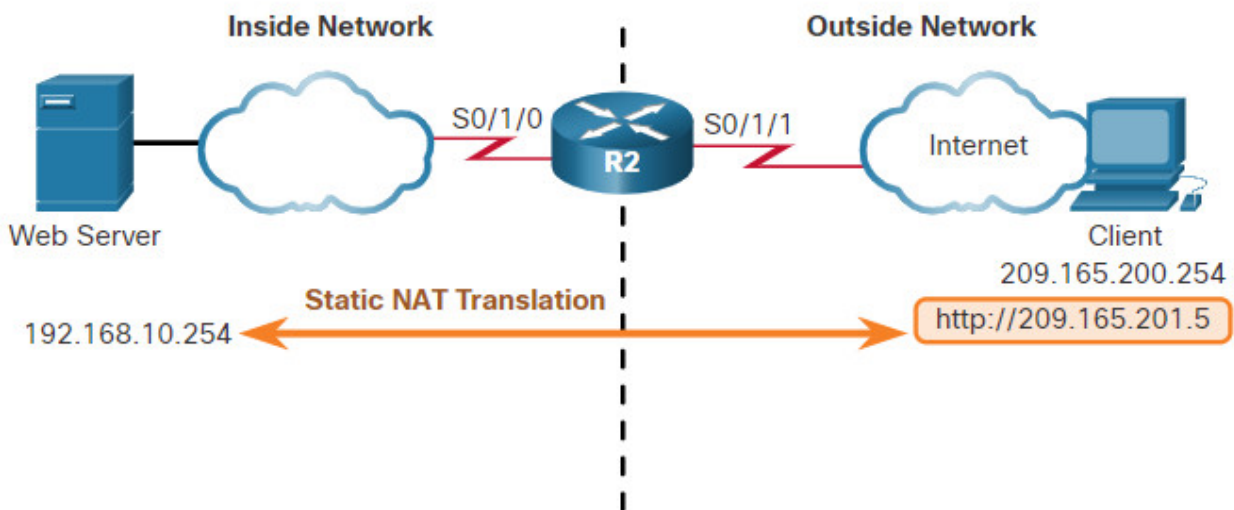 Inside Network
Outside Network
S0/1/0
S0/1/1
R2
Internet
Web Server
Client
209.165.200.254
Static NAT Translation
http://209.165.201.5
192.168.10.254